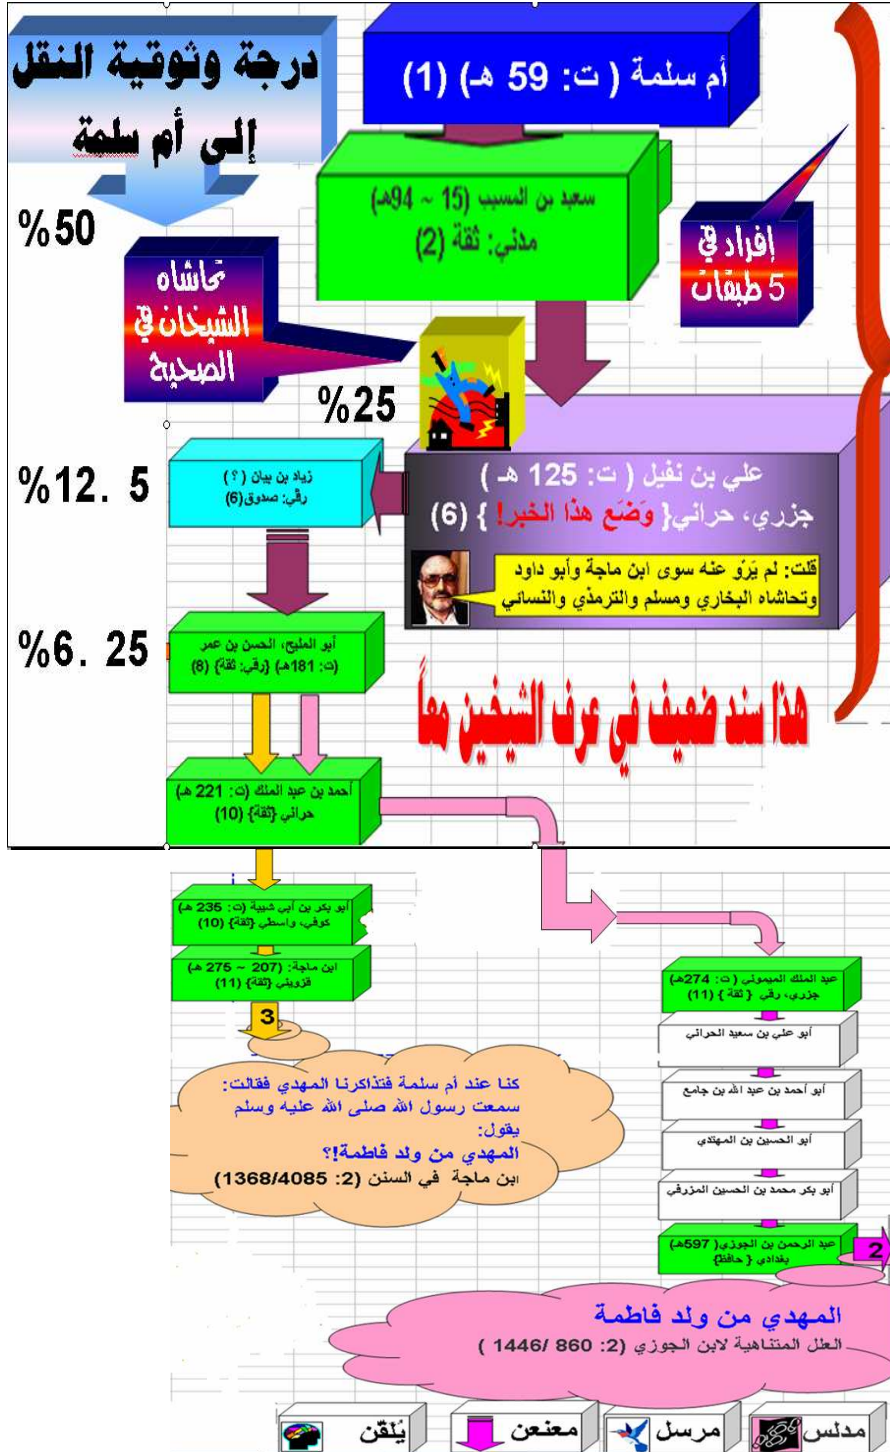 درجة وثوقية النقل
إلى أم سلمة
أم سلمة ( ت: 59 هـ) (1)
سعيد بن المسيب (15 ~ 94هـ)
مدني: ثقة (2)
%50
إفراد في
5 طبقات
تحاشاه
الشيخان في
الصحيح
%25
علي بن نفيل ( ت: 125 هـ )
جزري، حراني{ وَضَع هذا الخبر! } (6)
%12. 5
زياد بن بيان ( ؟ )
رقي: صدوق(6)
قلت: لم يَرْو عنه سوى ابن ماجة وأبو داود
وتحاشاه البخاري ومسلم والترمذي والنسائي
%6. 25
أبو المليح، الحسن بن عمر
(ت: 181هـ) {رقي: ثقة} (8)
هذا سند ضعيف في عرف الشيخين معاً
أحمد بن عبد الملك (ت: 221 هـ)
حراني {ثقة} (10)
أبو بكر بن أبي شيبة (ت: 235 هـ)
كوفي، واسطي {ثقة} (10)
ابن ماجة: (207 ~ 275 هـ)
قزويني {ثقة} (11)
3
كنا عند أم سلمة فتذاكرنا المهدي فقالت:
سمعت رسول الله صلى الله عليه وسلم
يقول:
المهدي من ولد فاطمة!؟
ابن ماجة في السنن (2: 1368/4085)
عبد الملك الميموني ( ت: 274هـ)
جزري، رقي { ثقة } (11)
أبو علي بن سعيد الحراني
أبو أحمد بن عبد الله بن جامع
أبو الحسين بن المهتدي
أبو بكر محمد بن الحسين المزرفي
عبد الرحمن بن الجوزي( 597هـ)
بغدادي { حافظ}
2
المهدي من ولد فاطمة
العلل المتناهية لابن الجوزي (2: 860 /1446 )
مدلس
مرسل
معنعن
يُلَقّن